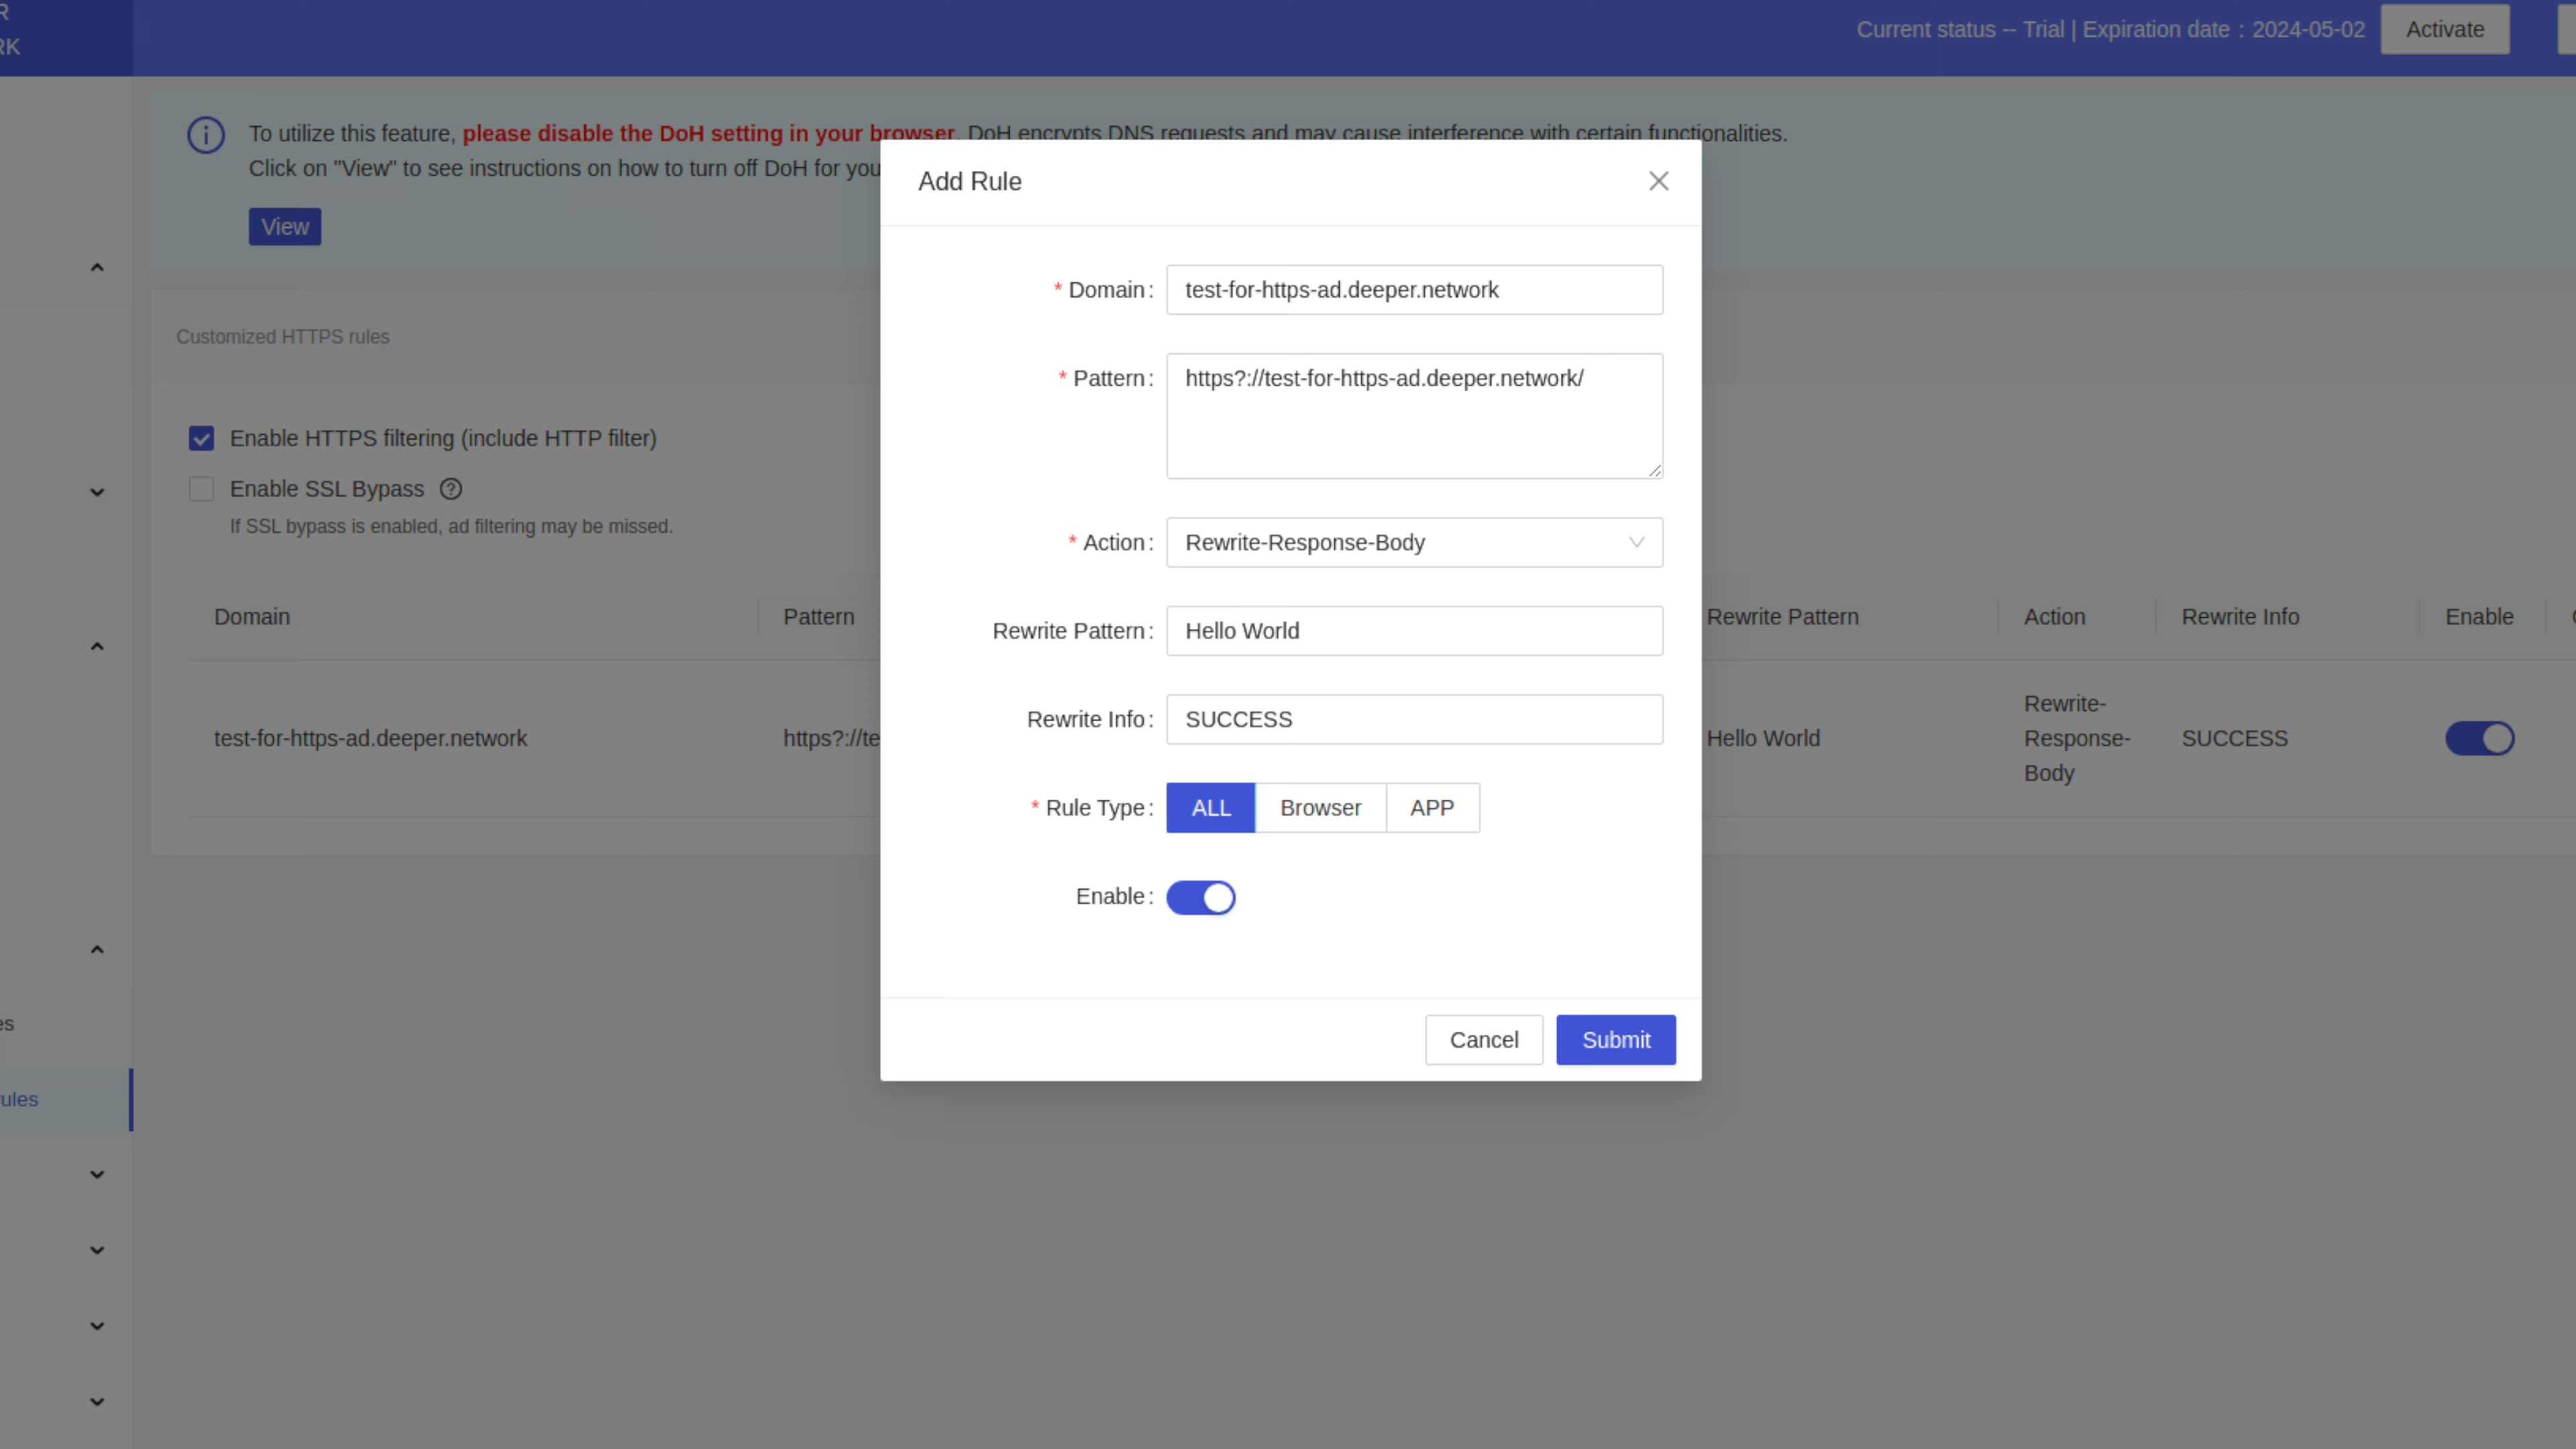 R
RK
Current status -- Trial | Expiration date : 2024-05-02
Activate
To utilize this feature, please disable the DoH setting in your browser. DoH encrypts DNS requests and may cause interference with certain functionalities.
Click on "View" to see instructions on how to turn off DoH for you
View
Customized HTTPS rules
Enable HTTPS filtering (include HTTP filter)
Enable SSL Bypass
If SSL bypass is enabled, ad filtering may be missed.
Domain
Pattern
Rewrite Pattern
Action
Rewrite Info
Enable
test-for-https-ad.deeper.network
https?://te
Hello World
Rewrite-
Response-
Body
SUCCESS
es
ules
Add Rule
* Domain :
test-for-https-ad.deeper.network
* Pattern :
https?://test-for-https-ad.deeper.network/
* Action :
Rewrite-Response-Body
Rewrite Pattern :
Hello World
Rewrite Info :
SUCCESS
* Rule Type :
ALL
Browser
APP
Enable :
Cancel
Submit